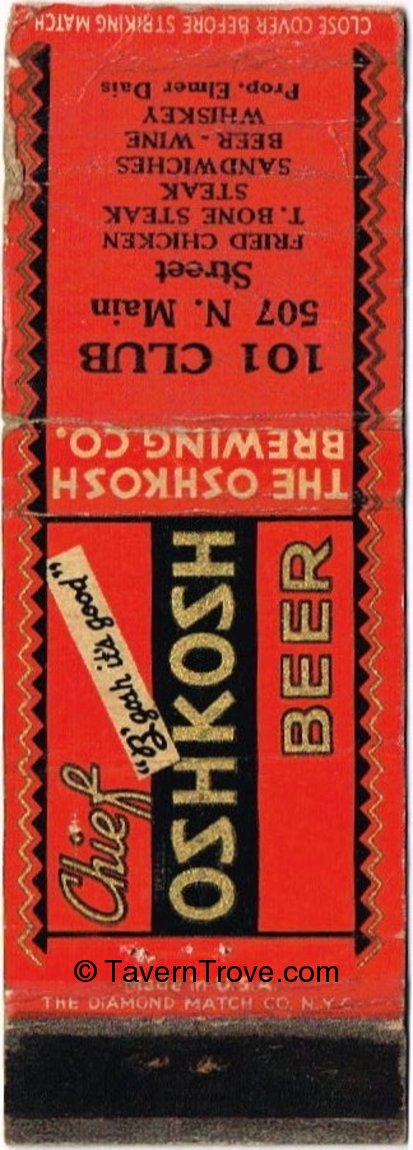 CLOSE COVER BEFORE STRIKING MATCH
101 CLUB
507 N. Main
Street
FRIED CHICKEN
T. BONE STEAK
STEAK
SANDWICHES
BEER - WINE
WHISKEY
Prop. Elmer Dais
THE OSHKOSH
BREWING CO.
Chief
"B'gosh it's good"
OSHKOSH
BEER
© TavernTrove.com
Made in U.S.A.
THE DIAMOND MATCH CO. N.Y.C.